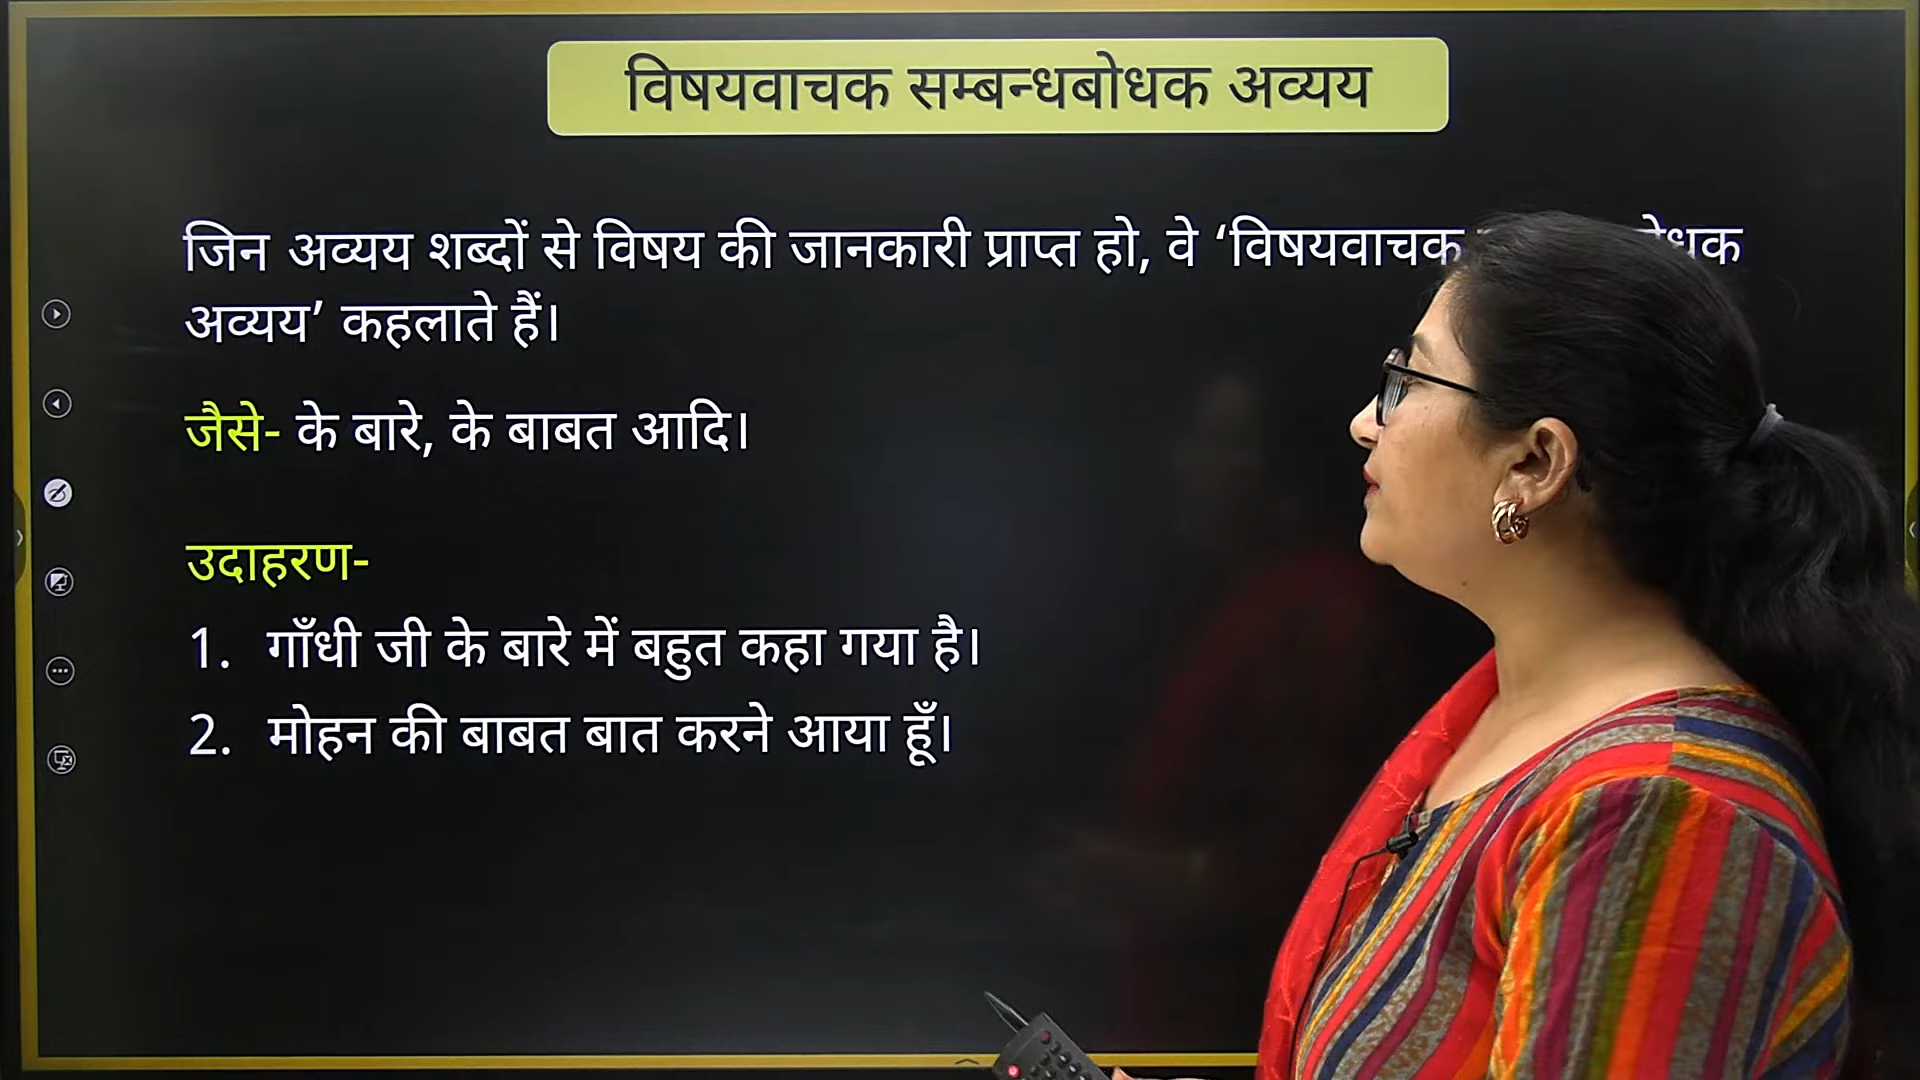 विषयवाचक सम्बन्धबोधक अव्यय
जिन अव्यय शब्दों से विषय की जानकारी प्राप्त हो, वे ‘विषयवाचक
अव्यय’ कहलाते हैं।
जैसे- के बारे, के बाबत आदि।
उदाहरण-
1. गाँधी जी के बारे में बहुत कहा गया है।
2. मोहन की बाबत बात करने आया हूँ।